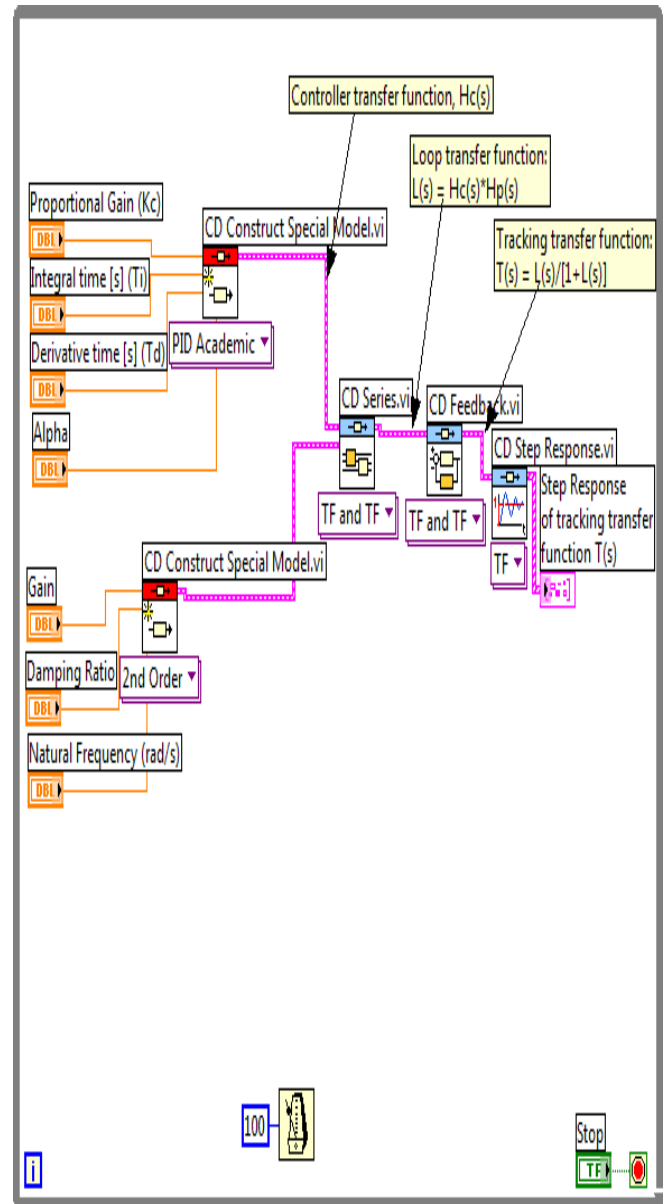 Controller transfer function, Hc(s)
Loop transfer function:
L(s) = Hc(s)*Hp(s)
Tracking transfer function:
T(s) = L(s)/[1+L(s)]
Proportional Gain (Kc)
DBL
CD Construct Special Model.vi
Integral time [s] (Ti)
DBL
PID Academic
Derivative time [s] (Td)
DBL
Alpha
DBL
CD Series.vi
TF and TF
CD Feedback.vi
TF and TF
CD Step Response.vi
1
t
TF
Step Response
of tracking transfer
function T(s)
CD Construct Special Model.vi
Gain
DBL
2nd Order
Damping Ratio
DBL
Natural Frequency (rad/s)
DBL
100
Stop
TF
i